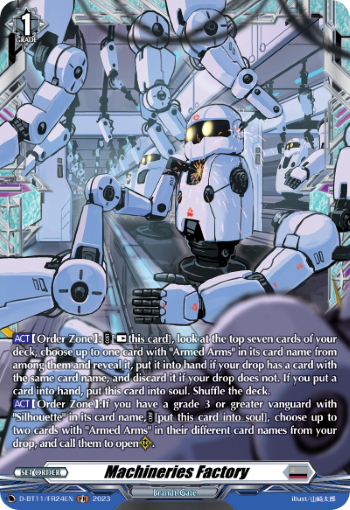 1
GRADE
ACT【Order Zone】:[this card], look at the top seven cards of your
deck, choose up to one card with "Armed Arms" in its card name from
among them and reveal it, put it into hand if your drop has a card with
the same card name, and discard it if your drop does not. If you put a
card into hand, put this card into soul. Shuffle the deck.
ACT【Order Zone】:If you have a grade 3 or greater vanguard with
"Silhouette" in its card name, [put this card into soul], choose up to
two cards with "Armed Arms" in their different card names from your
drop, and call them to open
SET ORDER
Machineries Factory
Brandt Gate
D-BT11/FR24EN FR 2023
illust/山崎太郎